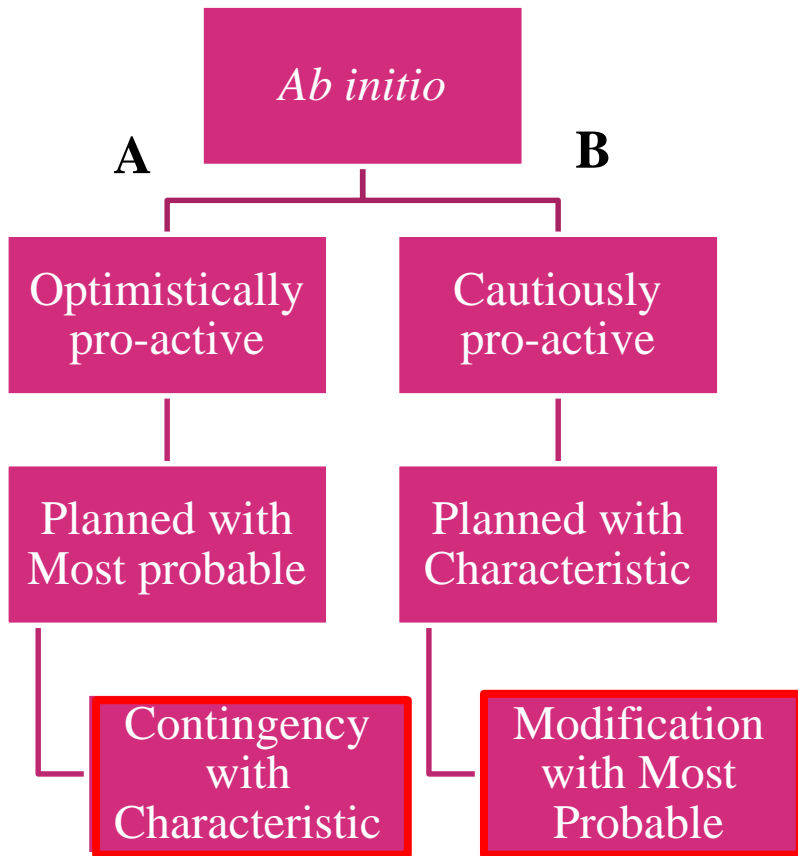 Ab initio
A
B
Optimistically
pro-active
Cautiously
pro-active
Planned with
Most probable
Planned with
Characteristic
Contingency
with
Characteristic
Modification
with Most
Probable